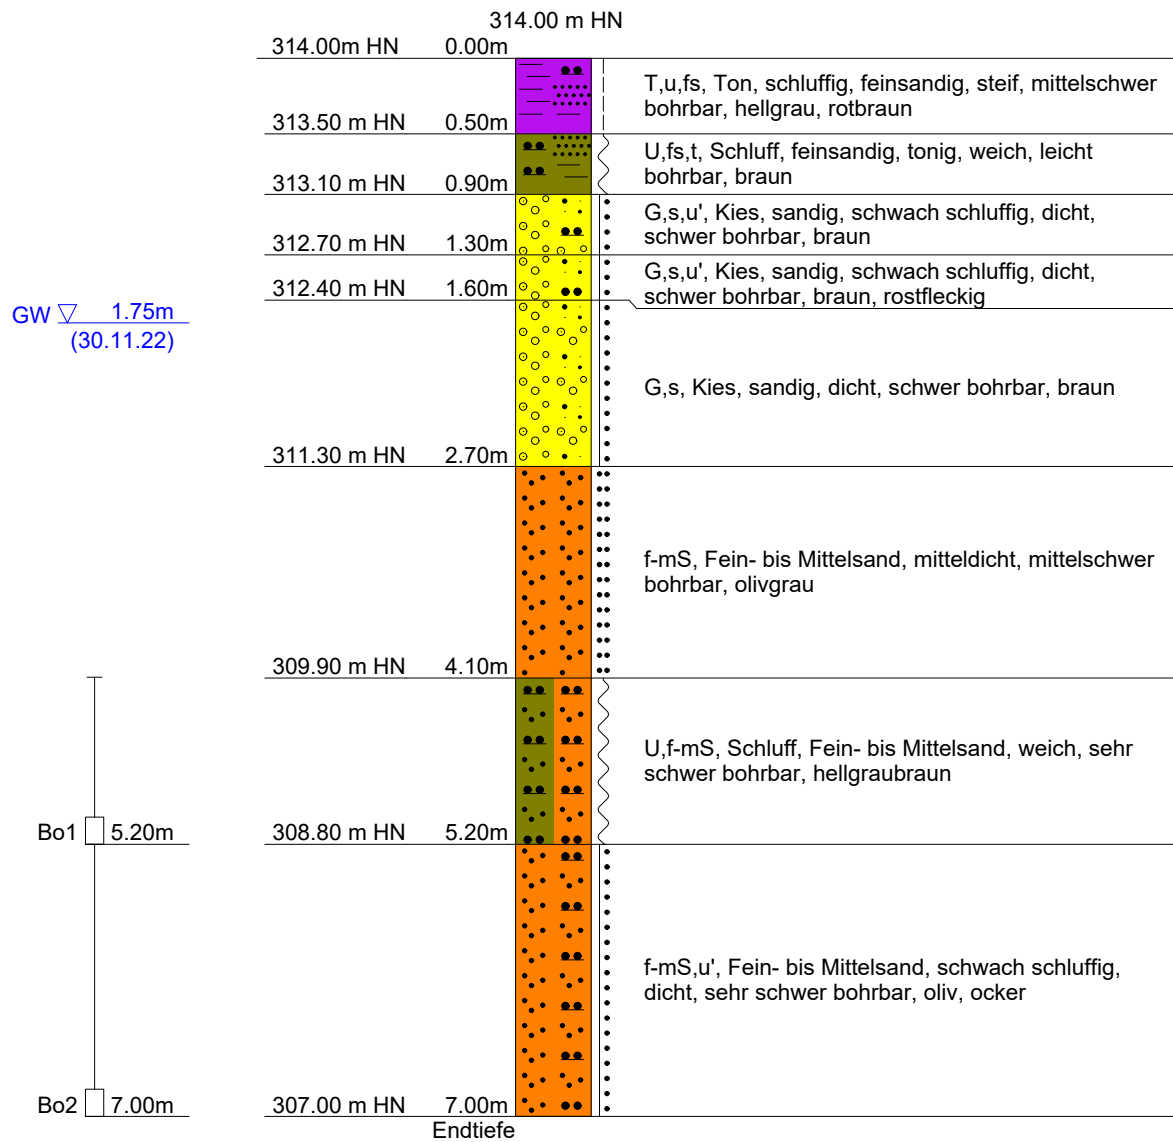 314.00 m HN
314.00m HN 0.00m
T,u,fs, Ton, schluffig, feinsandig, steif, mittelschwer
bohrbar, hellgrau, rotbraun
313.50 m HN 0.50m
U,fs,t, Schluff, feinsandig, tonig, weich, leicht
bohrbar, braun
313.10 m HN 0.90m
G,s,u', Kies, sandig, schwach schluffig, dicht,
schwer bohrbar, braun
312.70 m HN 1.30m
G,s,u', Kies, sandig, schwach schluffig, dicht,
schwer bohrbar, braun, rostfleckig
312.40 m HN 1.60m
GW 1.75m
(30.11.22)
G,s, Kies, sandig, dicht, schwer bohrbar, braun
311.30 m HN 2.70m
f-mS, Fein- bis Mittelsand, mitteldicht, mittelschwer
bohrbar, olivgrau
309.90 m HN 4.10m
U,f-mS, Schluff, Fein- bis Mittelsand, weich, sehr
schwer bohrbar, hellgraubraun
Bo1 5.20m
308.80 m HN 5.20m
f-mS,u', Fein- bis Mittelsand, schwach schluffig,
dicht, sehr schwer bohrbar, oliv, ocker
Bo2 7.00m
307.00 m HN 7.00m
Endtiefe